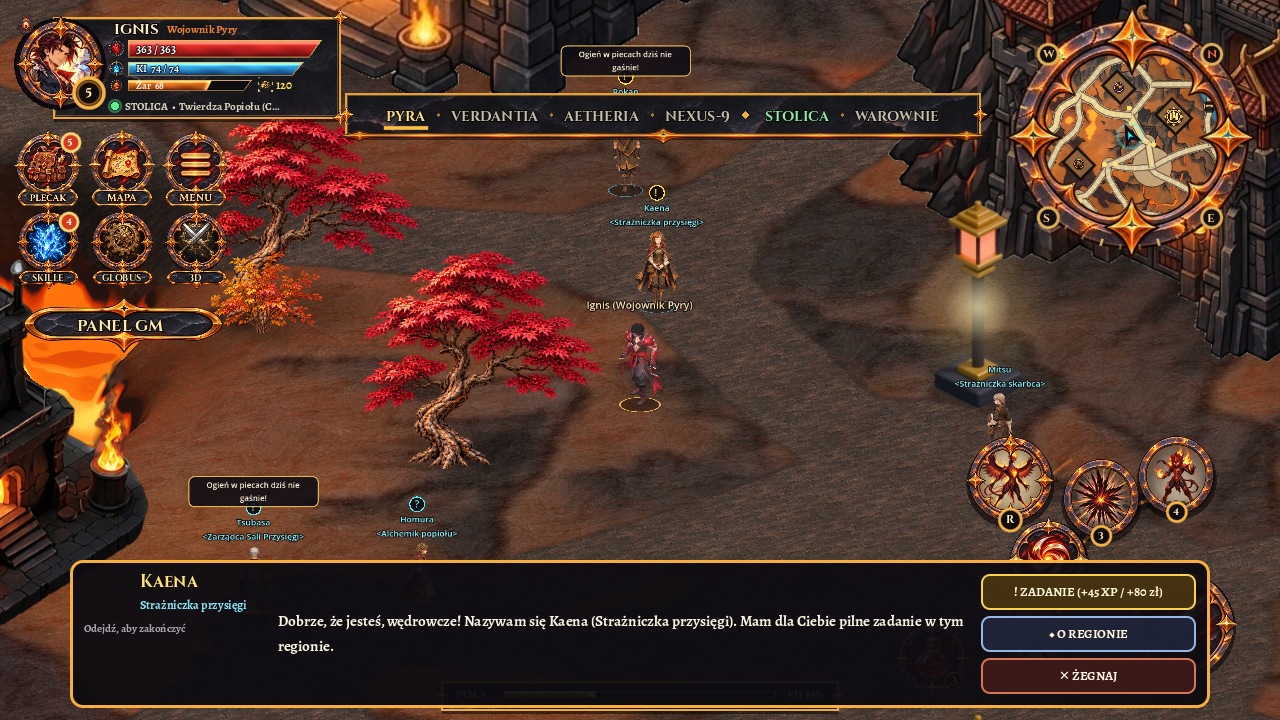 IGNIS Wojownik Pyry
363 / 363
KI 74 / 74
Żar 68
120
5
STOLICA • Twierdza Popiołu (C...
Ogień w piecach dziś nie
gaśnie!
PYRA VERDANTIA AETHERIA NEXUS-9 STOLICA WAROWNIE
W N
S E
5
PLECAK MAPA MENU
4
SKILLE GLOBUS 3D
PANEL GM
!
Kaena
<Strażniczka przysięgi>
Ignis (Wojownik Pyry)
Mitsu
<Strażniczka skarbca>
Ogień w piecach dziś nie
gaśnie!
Tsubasa
<Zarządca Sali Przysięgi>
?
Homura
<Alchemik popiołu>
R 3 4
Kaena
Strażniczka przysięgi
Odejdź, aby zakończyć
Dobrze, że jesteś, wędrowcze! Nazywam się Kaena (Strażniczka przysięgi). Mam dla Ciebie pilne zadanie w tym
regionie.
! ZADANIE (+45 XP / +80 zł)
⬥ O REGIONIE
✕ ŻEGNAJ